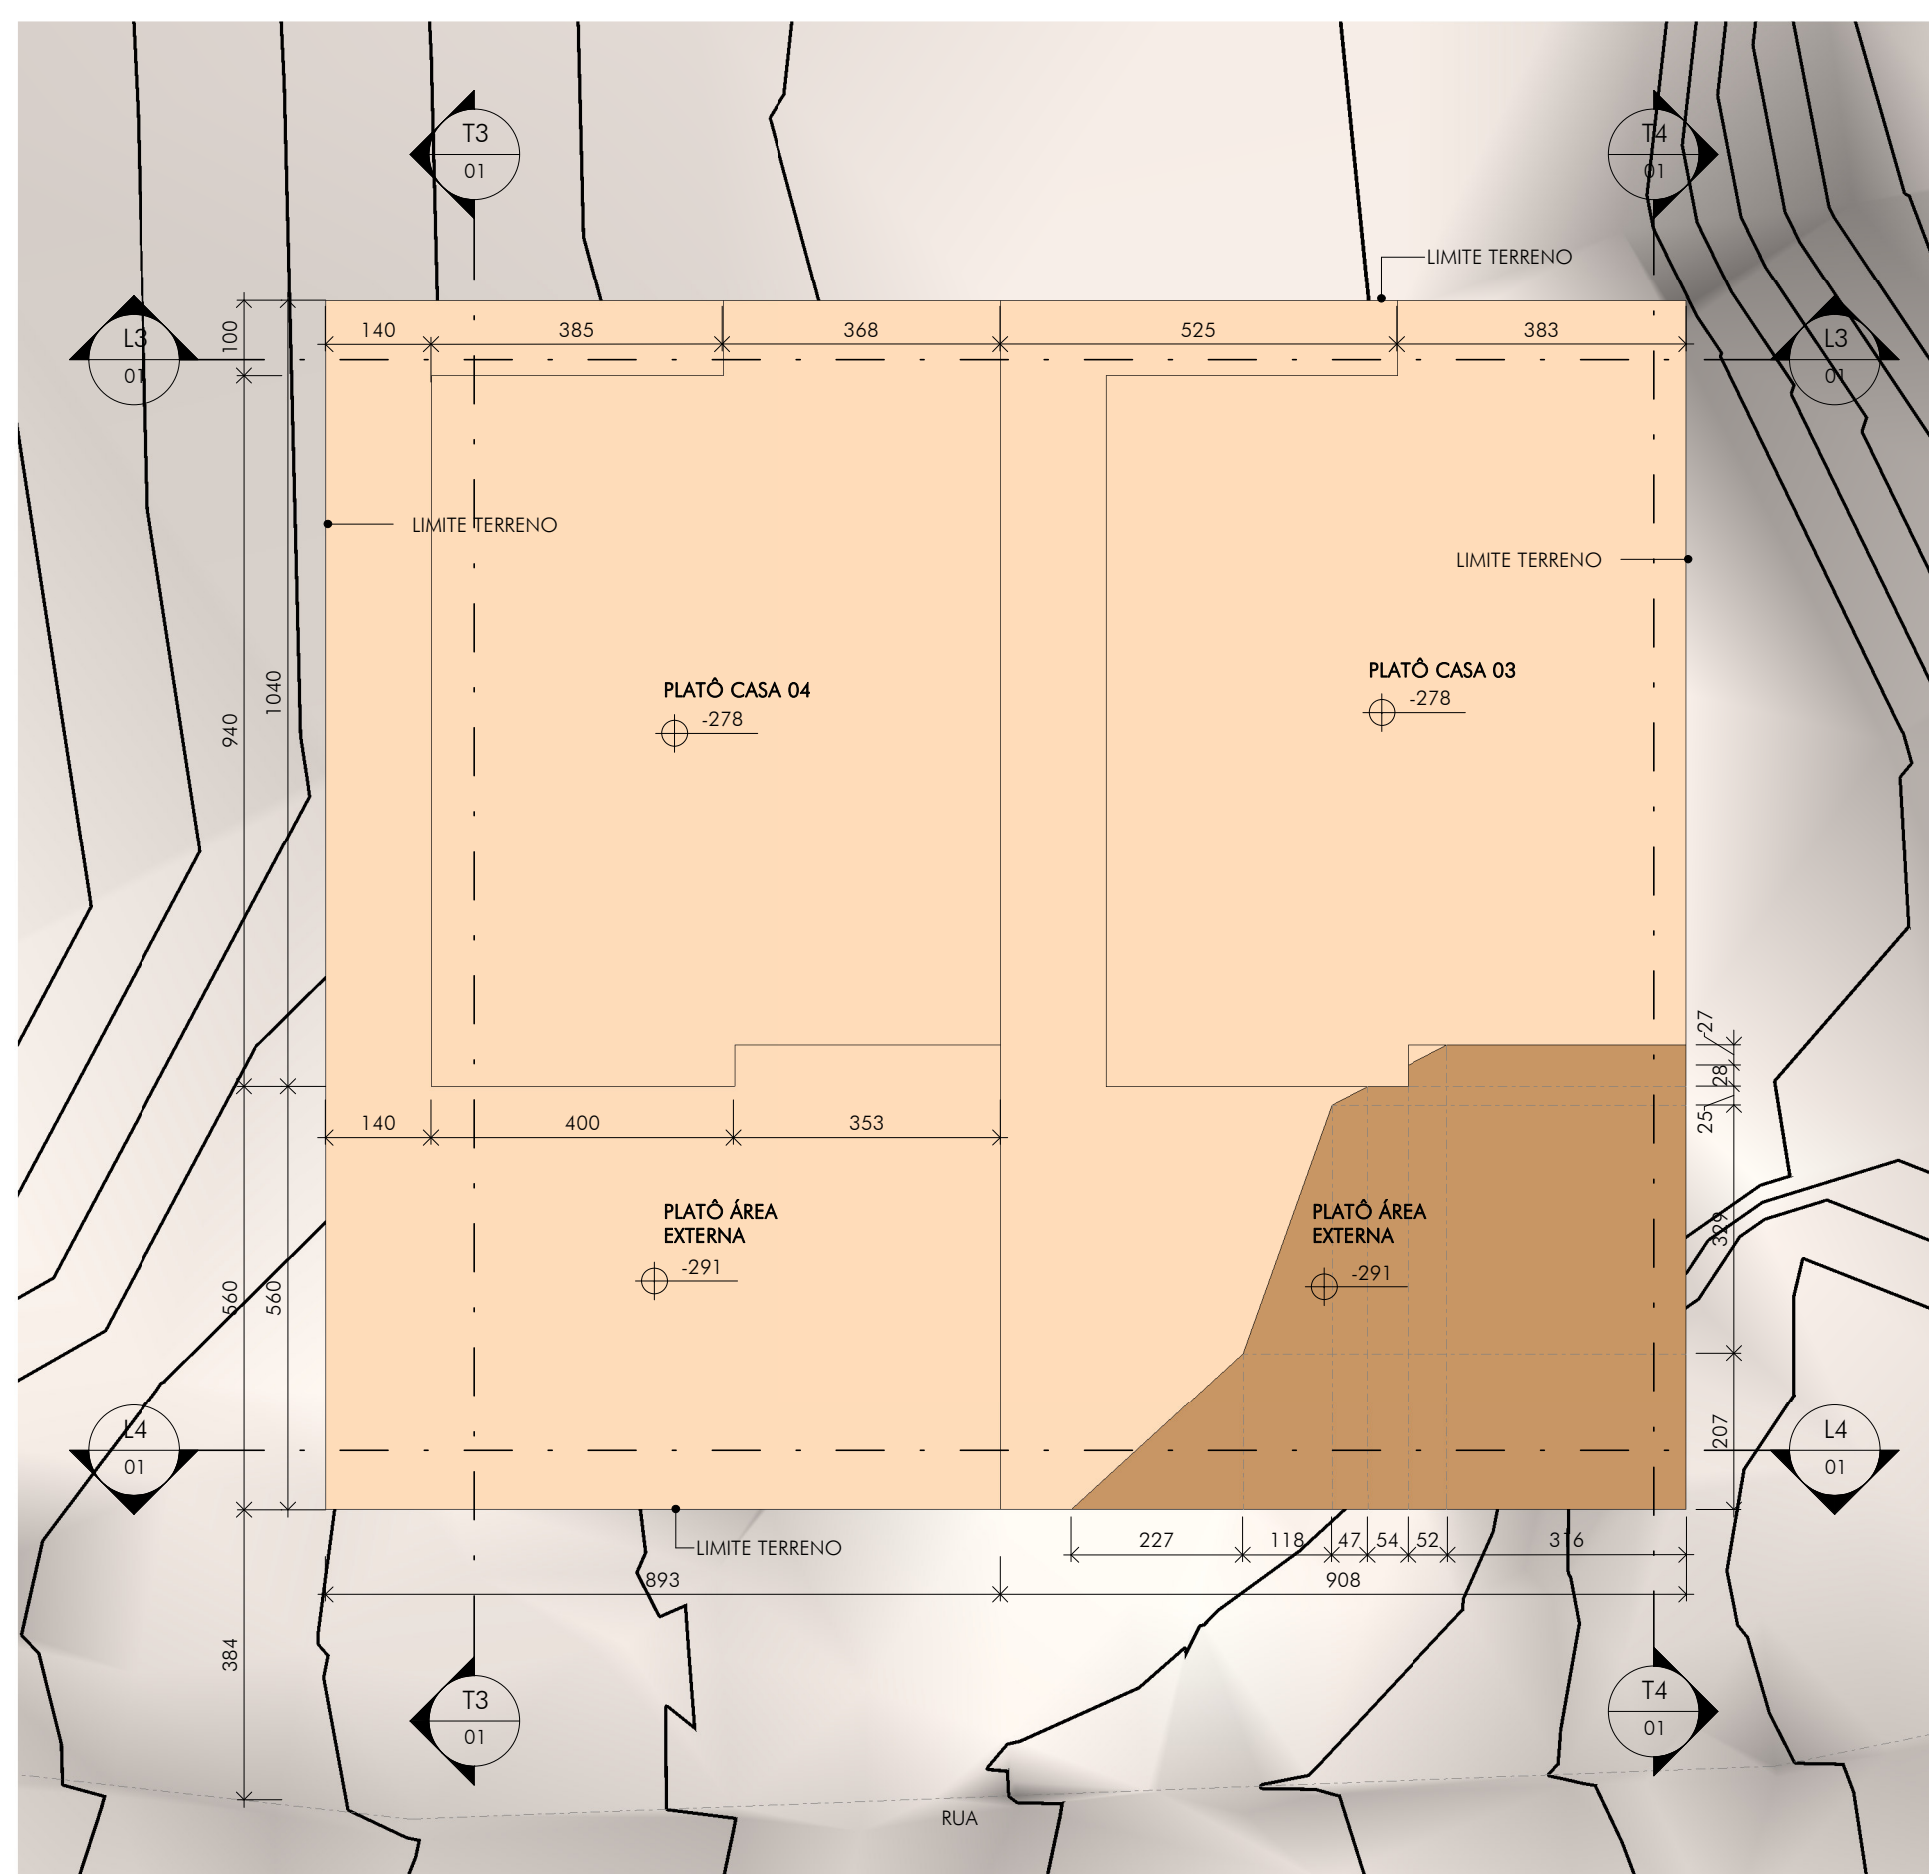 T3
01
T4
01
LIMITE TERRENO
L3
01
100
140
385
368
525
383
L3
01
LIMITE TERRENO
LIMITE TERRENO
PLATÔ CASA 04
-278
PLATÔ CASA 03
-278
940
1040
27
28
25
140
400
353
PLATÔ ÁREA
EXTERNA
-291
PLATÔ ÁREA
EXTERNA
-291
329
560
560
L4
01
207
L4
01
LIMITE TERRENO
227
118
47
54
52
316
893
908
384
T3
01
T4
01
RUA